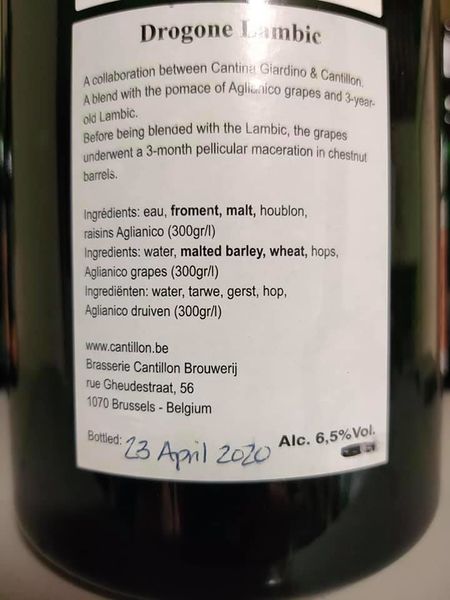 Drogone Lambic
A collaboration between Cantina Giardino & Cantillon.
A blend with the pomace of Aglianico grapes and 3-year-
old Lambic.
Before being blended with the Lambic, the grapes
underwent a 3-month pellicular maceration in chestnut
barrels.
Ingrédients: eau, froment, malt, houblon,
raisins Aglianico (300gr/l)
Ingredients: water, malted barley, wheat, hops,
Aglianico grapes (300gr/l)
Ingrediënten: water, tarwe, gerst, hop,
Aglianico druiven (300gr/l)
www.cantillon.be
Brasserie Cantillon Brouwerij
rue Gheudestraat, 56
1070 Brussels - Belgium
Bottled: 23 April 2020 Alc. 6,5%Vol.